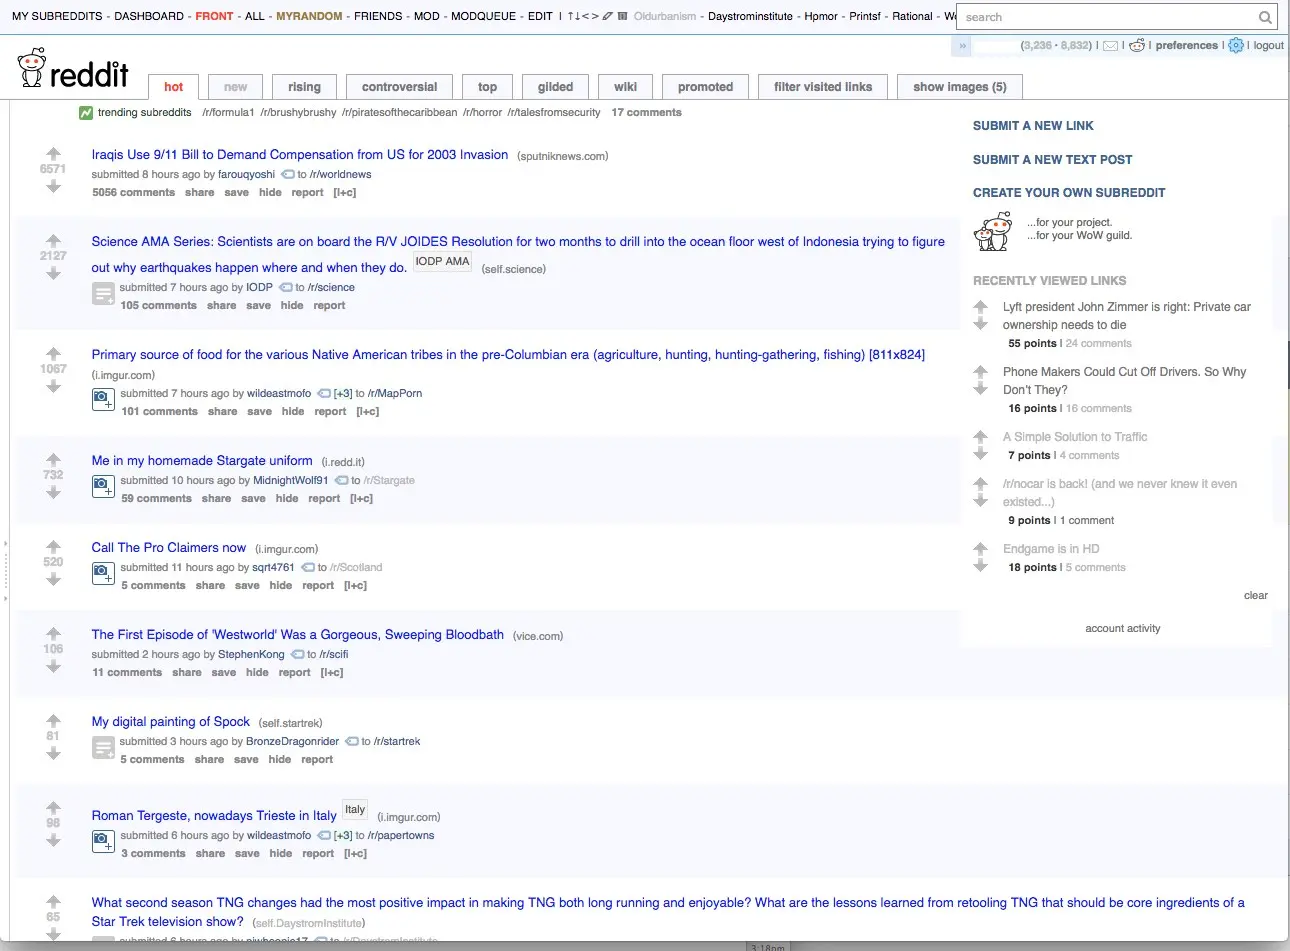 MY SUBREDDITS - DASHBOARD - FRONT - ALL - MYRANDOM - FRIENDS - MOD - MODQUEUE - EDIT | ↑↓<> Oldurbanism - Daystrominstitute - Hpmor - Printsf - Rational -
search
» (3,236 · 8,832) | | | preferences | | logout
reddit
hot new rising controversial top gilded wiki promoted filter visited links show images (5)
trending subreddits /r/formula1 /r/brushybrushy /r/piratesofthecaribbean /r/horror /r/talesfromsecurity 17 comments
6571
Iraqis Use 9/11 Bill to Demand Compensation from US for 2003 Invasion (sputniknews.com)
submitted 8 hours ago by farouqyoshi to /r/worldnews
5056 comments share save hide report [l+c]
2127
Science AMA Series: Scientists are on board the R/V JOIDES Resolution for two months to drill into the ocean floor west of Indonesia trying to figure
out why earthquakes happen where and when they do. IODP AMA (self.science)
submitted 7 hours ago by IODP to /r/science
105 comments share save hide report
1067
Primary source of food for the various Native American tribes in the pre-Columbian era (agriculture, hunting, hunting-gathering, fishing) [811x824]
(i.imgur.com)
submitted 7 hours ago by wildeastmofo [+3] to /r/MapPorn
101 comments share save hide report [l+c]
732
Me in my homemade Stargate uniform (i.redd.it)
submitted 10 hours ago by MidnightWolf91 to /r/Stargate
59 comments share save hide report [l+c]
520
Call The Pro Claimers now (i.imgur.com)
submitted 11 hours ago by sqrt4761 to /r/Scotland
5 comments share save hide report [l+c]
106
The First Episode of 'Westworld' Was a Gorgeous, Sweeping Bloodbath (vice.com)
submitted 2 hours ago by StephenKong to /r/scifi
11 comments share save hide report [l+c]
81
My digital painting of Spock (self.startrek)
submitted 3 hours ago by BronzeDragonrider to /r/startrek
5 comments share save hide report
98
Roman Tergeste, nowadays Trieste in Italy Italy (i.imgur.com)
submitted 6 hours ago by wildeastmofo [+3] to /r/papertowns
3 comments share save hide report [l+c]
65
What second season TNG changes had the most positive impact in making TNG both long running and enjoyable? What are the lessons learned from retooling TNG that should be core ingredients of a
Star Trek television show? (self.DaystromInstitute)
SUBMIT A NEW LINK
SUBMIT A NEW TEXT POST
CREATE YOUR OWN SUBREDDIT
...for your project.
...for your WoW guild.
RECENTLY VIEWED LINKS
Lyft president John Zimmer is right: Private car
ownership needs to die
55 points | 24 comments
Phone Makers Could Cut Off Drivers. So Why
Don't They?
16 points | 16 comments
A Simple Solution to Traffic
7 points | 4 comments
/r/nocar is back! (and we never knew it even
existed...)
9 points | 1 comment
Endgame is in HD
18 points | 5 comments
clear
account activity
3:18pm